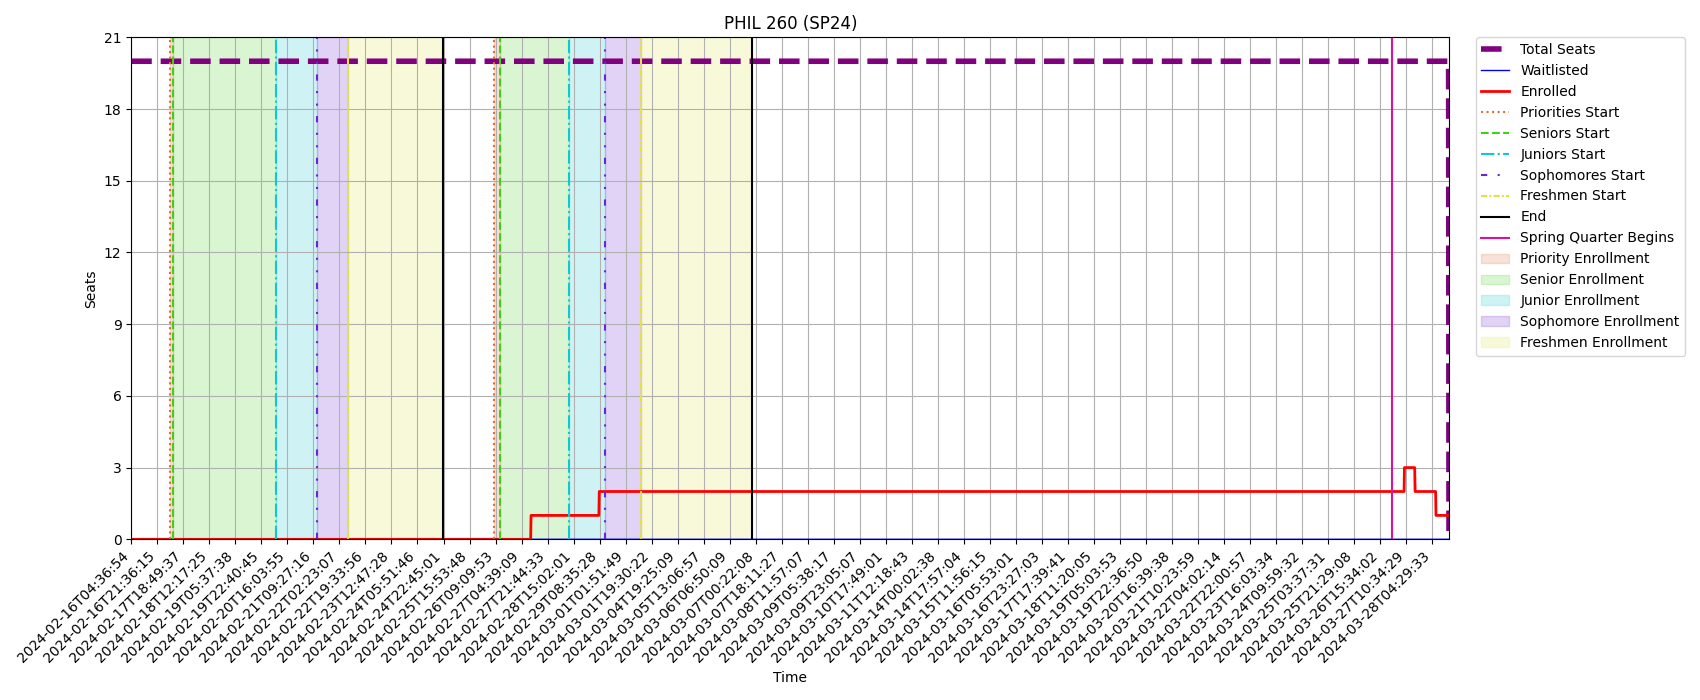 PHIL 260 (SP24)
21
18
15
12
9
6
3
0
Seats
2024-02-16T04:36:54
2024-02-16T21:36:15
2024-02-17T18:49:37
2024-02-18T12:17:25
2024-02-19T05:37:38
2024-02-19T22:40:45
2024-02-20T16:03:55
2024-02-21T09:27:16
2024-02-22T02:23:07
2024-02-22T19:33:56
2024-02-23T12:47:28
2024-02-24T05:51:46
2024-02-24T22:45:01
2024-02-25T15:53:48
2024-02-26T09:09:53
2024-02-27T04:39:09
2024-02-27T21:44:33
2024-02-28T15:02:01
2024-02-29T08:35:28
2024-03-01T01:51:49
2024-03-01T19:30:22
2024-03-04T19:25:09
2024-03-05T13:06:57
2024-03-06T06:50:09
2024-03-07T00:22:08
2024-03-07T18:11:27
2024-03-08T11:57:07
2024-03-09T05:38:17
2024-03-09T23:05:07
2024-03-10T17:49:01
2024-03-11T12:18:43
2024-03-14T00:02:38
2024-03-14T17:57:04
2024-03-15T11:56:15
2024-03-16T05:53:01
2024-03-16T23:27:03
2024-03-17T17:39:41
2024-03-18T11:20:05
2024-03-19T05:03:53
2024-03-19T22:36:50
2024-03-20T16:39:38
2024-03-21T10:23:59
2024-03-22T04:02:14
2024-03-22T22:00:57
2024-03-23T16:03:34
2024-03-24T09:59:32
2024-03-25T03:37:31
2024-03-25T21:29:08
2024-03-26T15:34:02
2024-03-27T10:34:29
2024-03-28T04:29:33
Time
Total Seats
Waitlisted
Enrolled
Priorities Start
Seniors Start
Juniors Start
Sophomores Start
Freshmen Start
End
Spring Quarter Begins
Priority Enrollment
Senior Enrollment
Junior Enrollment
Sophomore Enrollment
Freshmen Enrollment